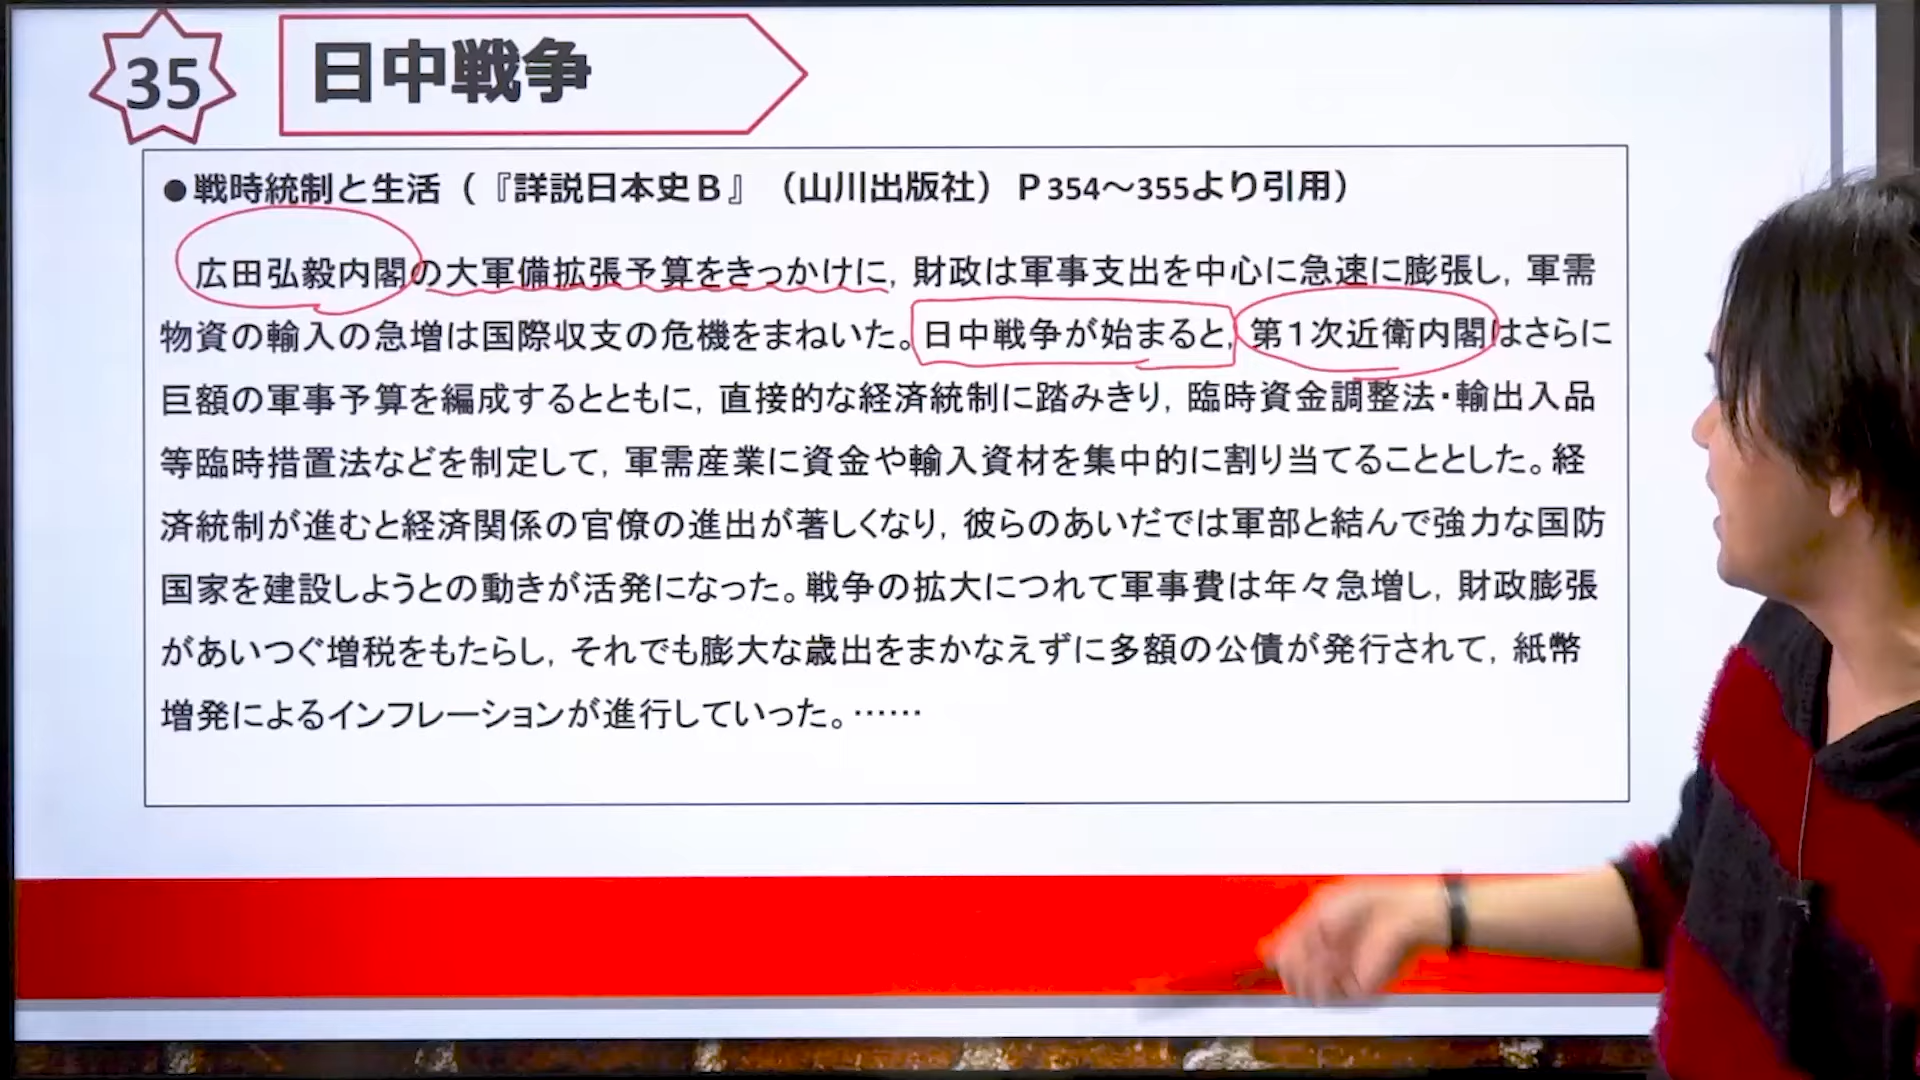 35
日中戦争
●戦時統制と生活（『詳説日本史Ｂ』（山川出版社）Ｐ354～355より引用）
広田弘毅内閣の大軍備拡張予算をきっかけに，財政は軍事支出を中心に急速に膨張し，軍需
物資の輸入の急増は国際収支の危機をまねいた。日中戦争が始まると，第１次近衛内閣はさらに
巨額の軍事予算を編成するとともに，直接的な経済統制に踏みきり，臨時資金調整法・輸出入品
等臨時措置法などを制定して，軍需産業に資金や輸入資材を集中的に割り当てることとした。経
済統制が進むと経済関係の官僚の進出が著しくなり，彼らのあいだでは軍部と結んで強力な国防
国家を建設しようとの動きが活発になった。戦争の拡大につれて軍事費は年々急増し，財政膨張
があいつぐ増税をもたらし，それでも膨大な歳出をまかなえずに多額の公債が発行されて，紙幣
増発によるインフレーションが進行していった。……